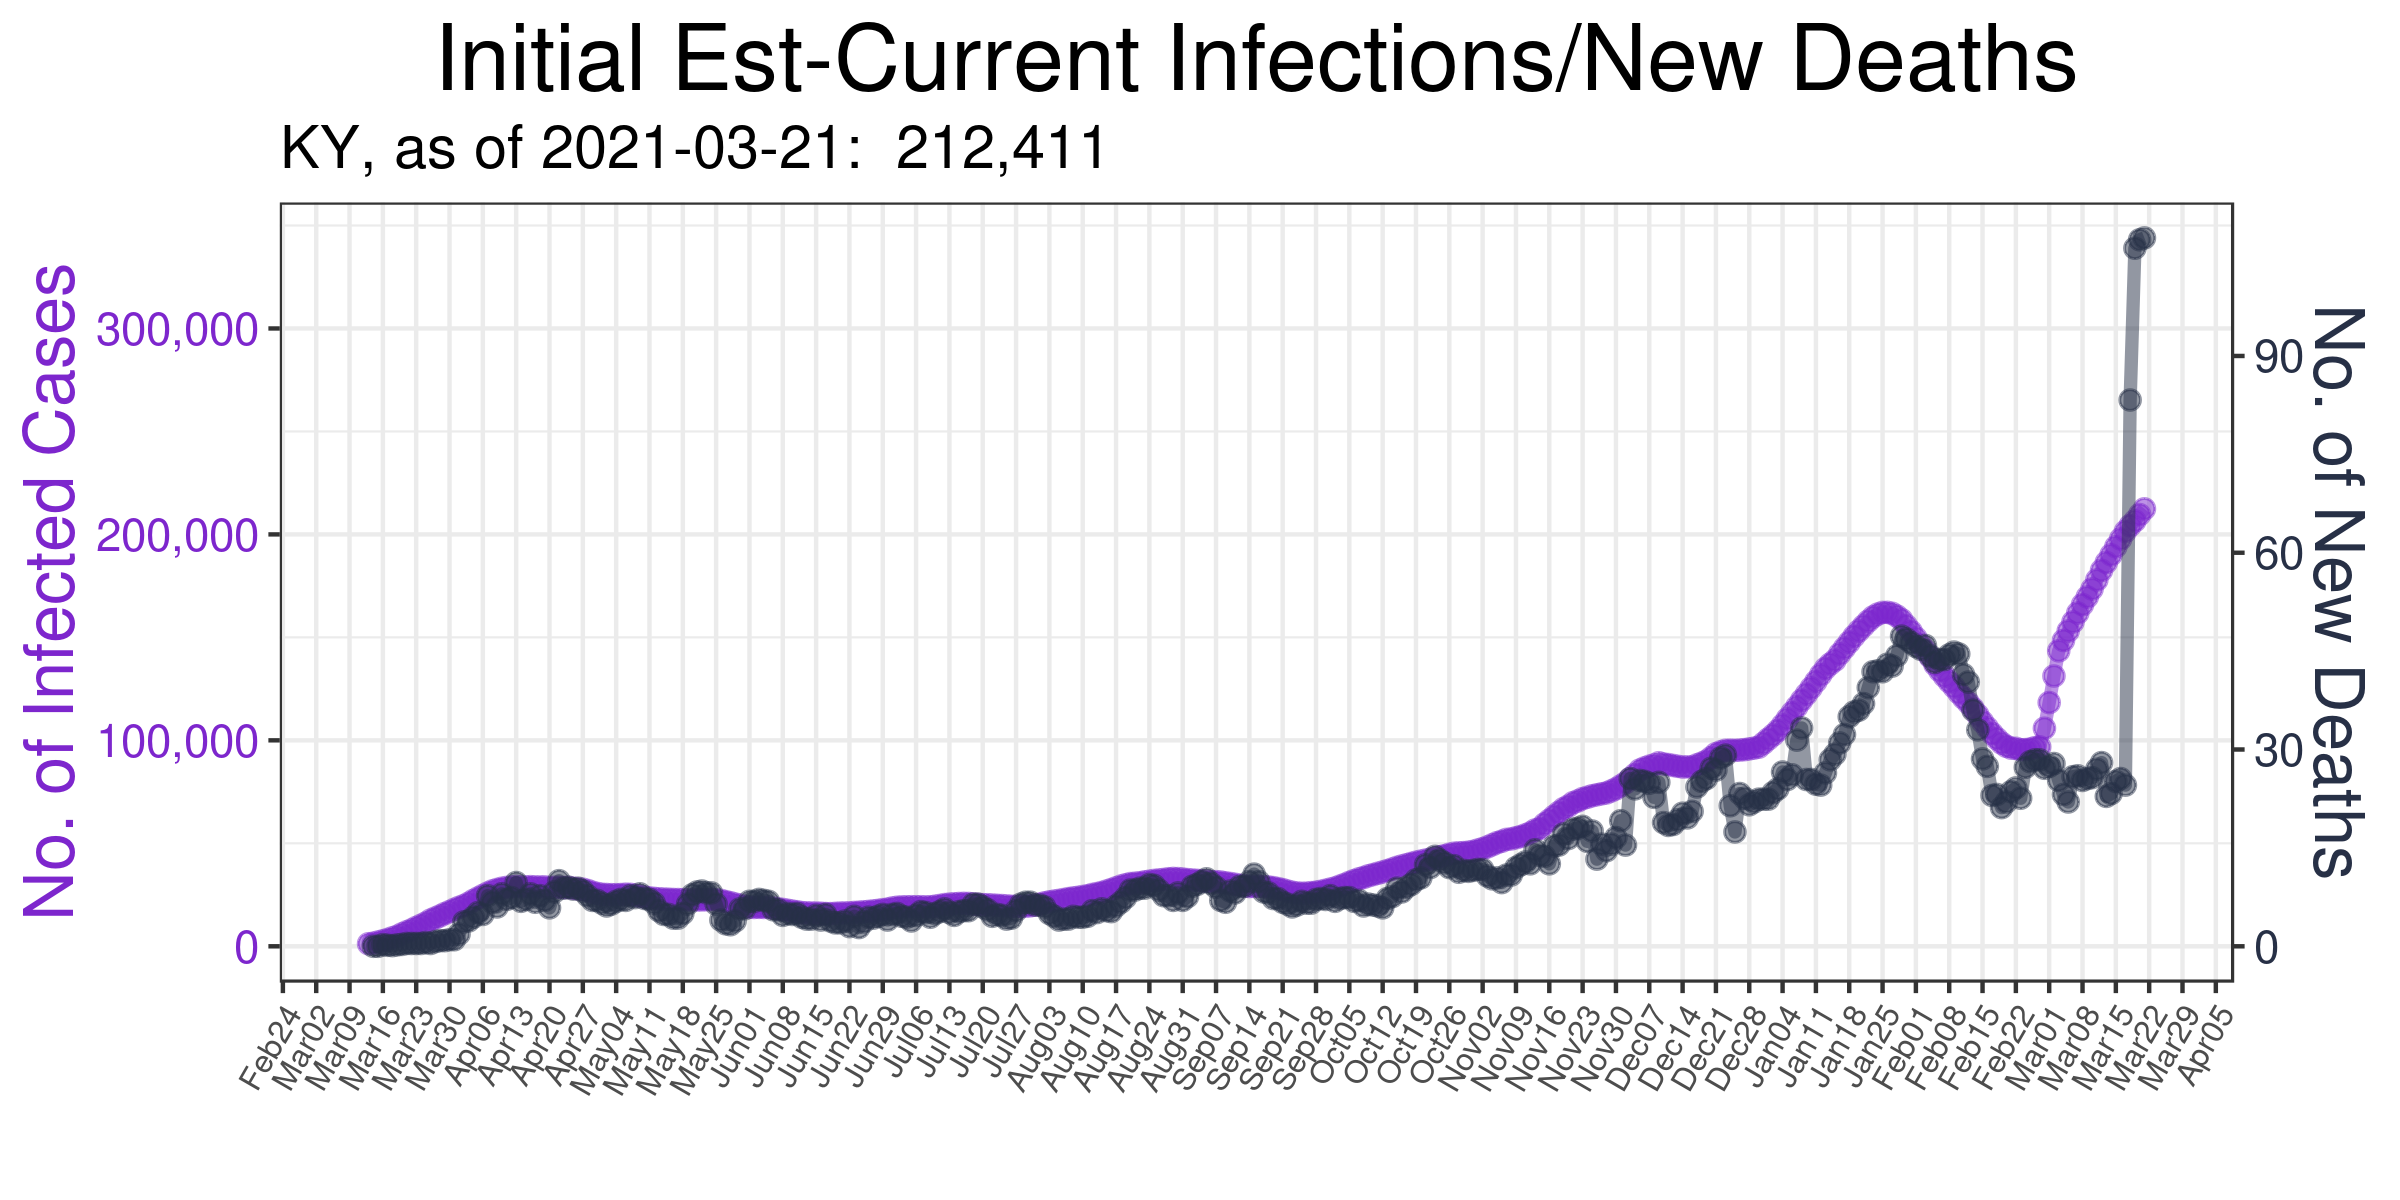 Initial Est-Current Infections/New Deaths
KY, as of 2021-03-21:  212,411
No. of Infected Cases
300,000
200,000
100,000
0
90
60
30
0
No. of New Deaths
Feb24
Mar02
Mar09
Mar16
Mar23
Mar30
Apr06
Apr13
Apr20
Apr27
May04
May11
May18
May25
Jun01
Jun08
Jun15
Jun22
Jun29
Jul06
Jul13
Jul20
Jul27
Aug03
Aug10
Aug17
Aug24
Aug31
Sep07
Sep14
Sep21
Sep28
Oct05
Oct12
Oct19
Oct26
Nov02
Nov09
Nov16
Nov23
Nov30
Dec07
Dec14
Dec21
Dec28
Jan04
Jan11
Jan18
Jan25
Feb01
Feb08
Feb15
Feb22
Mar01
Mar08
Mar15
Mar22
Mar29
Apr05